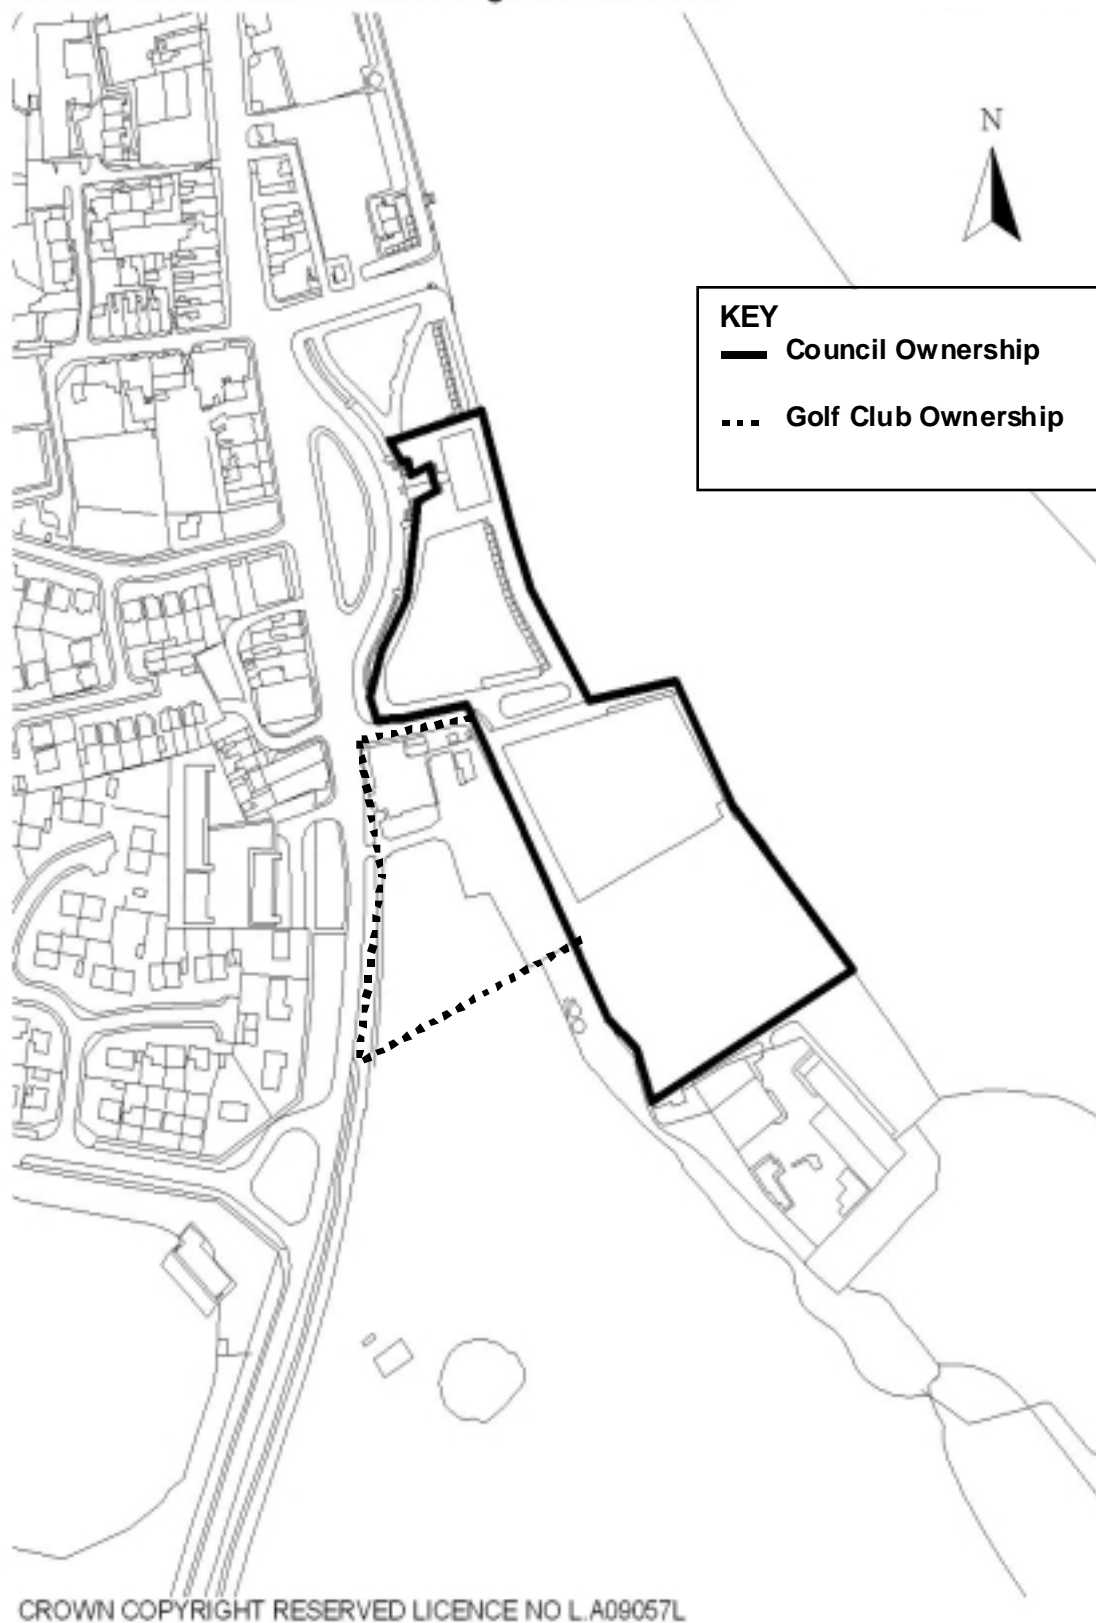 N
KEY
Council Ownership
Golf Club Ownership
CROWN COPYRIGHT RESERVED LICENCE NO L.A09057L